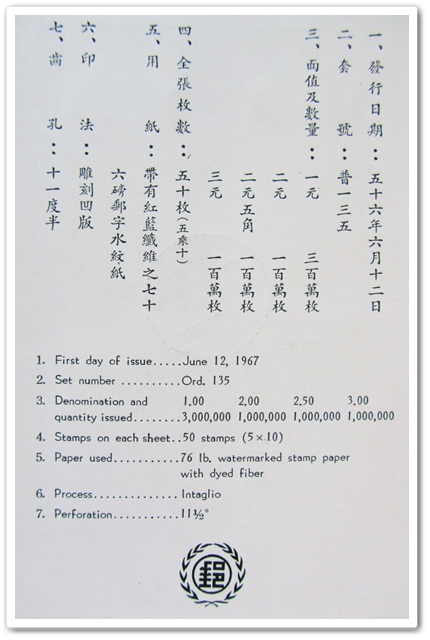 一、發行日期：五十六年六月十二日
二、套號：普一三五
三、面值及數量：一元 三百萬枚
二元 一百萬枚
二元五角 一百萬枚
三元 一百萬枚
四、全張枚數：五十枚(五乘十)
五、用紙：帶有紅藍纖維之七十
六磅郵字水紋紙
六、印法：雕刻凹版
七、齒孔：十一度半
1. First day of issue.....June 12, 1967
2. Set number ..........Ord. 135
3. Denomination and 1.00 2.00 2.50 3.00
quantity issued........3,000,000 1,000,000 1,000,000 1,000,000
4. Stamps on each sheet..50 stamps (5×10)
5. Paper used...........76 lb. watermarked stamp paper
with dyed fiber
6. Process..............Intaglio
7. Perforation...........11½°
郵